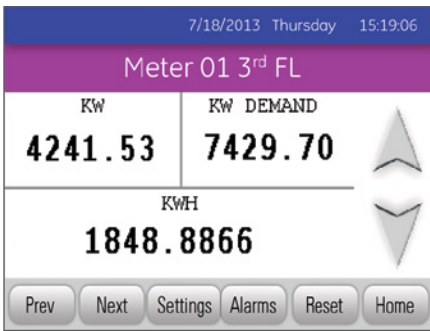 7/18/2013 Thursday 15:19:06
Meter 01 3rd FL
KW KW DEMAND
4241.53 7429.70
KWH
1848.8866
Prev Next Settings Alarms Reset Home